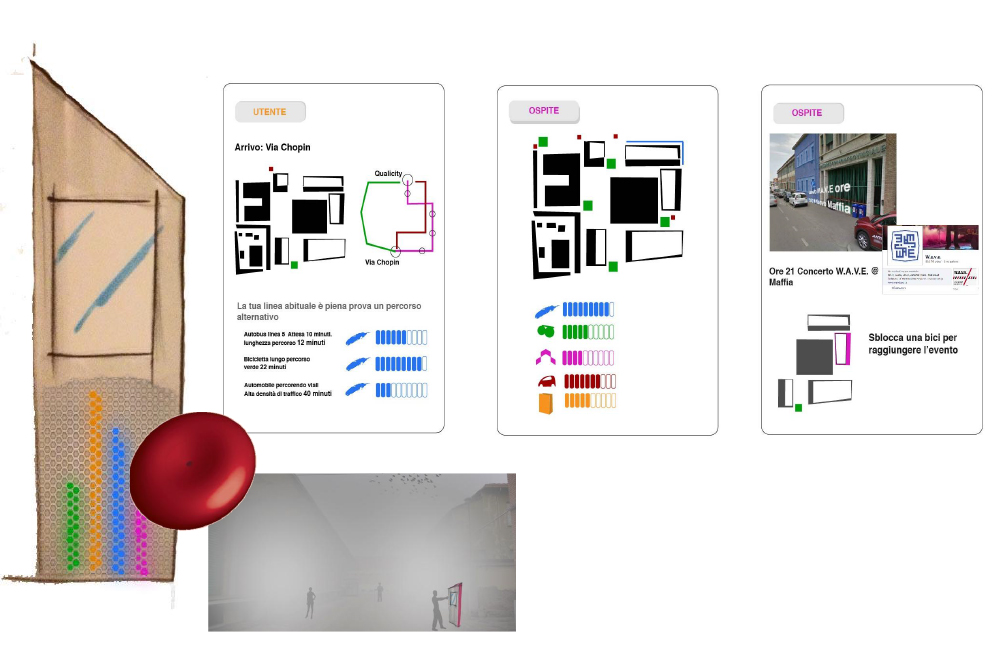 UTENTE
Arrivo: Via Chopin
Qualicity
Via Chopin
La tua linea abituale è piena prova un percorso
alternativo
Autobus linea 8 Attesa 10 minuti.
lunghezza percorso 12 minuti
Bicicletta lungo percorso
verde 22 minuti
Automobile percorendo viali
Alta densità di traffico 40 minuti
OSPITE
OSPITE
W.A.V.E ore
Maffia
W.a.v.e.
Ore 21 Concerto W.A.V.E. @
Maffia
Sblocca una bici per
raggiungere l'evento